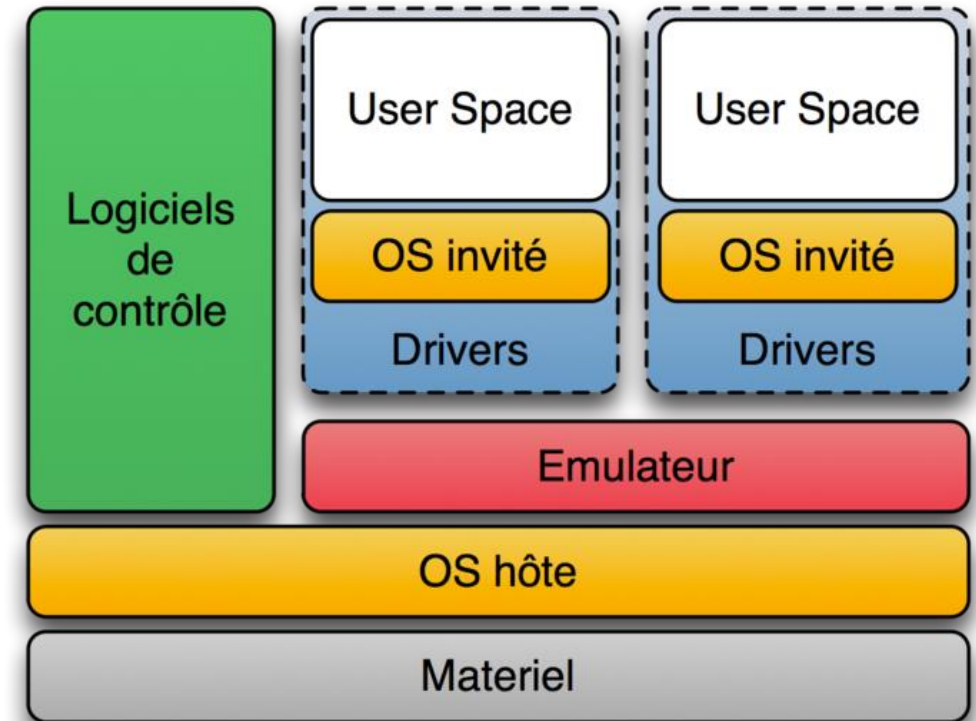 Logiciels
de
contrôle
User Space
OS invité
Drivers
User Space
OS invité
Drivers
Emulateur
OS hôte
Materiel